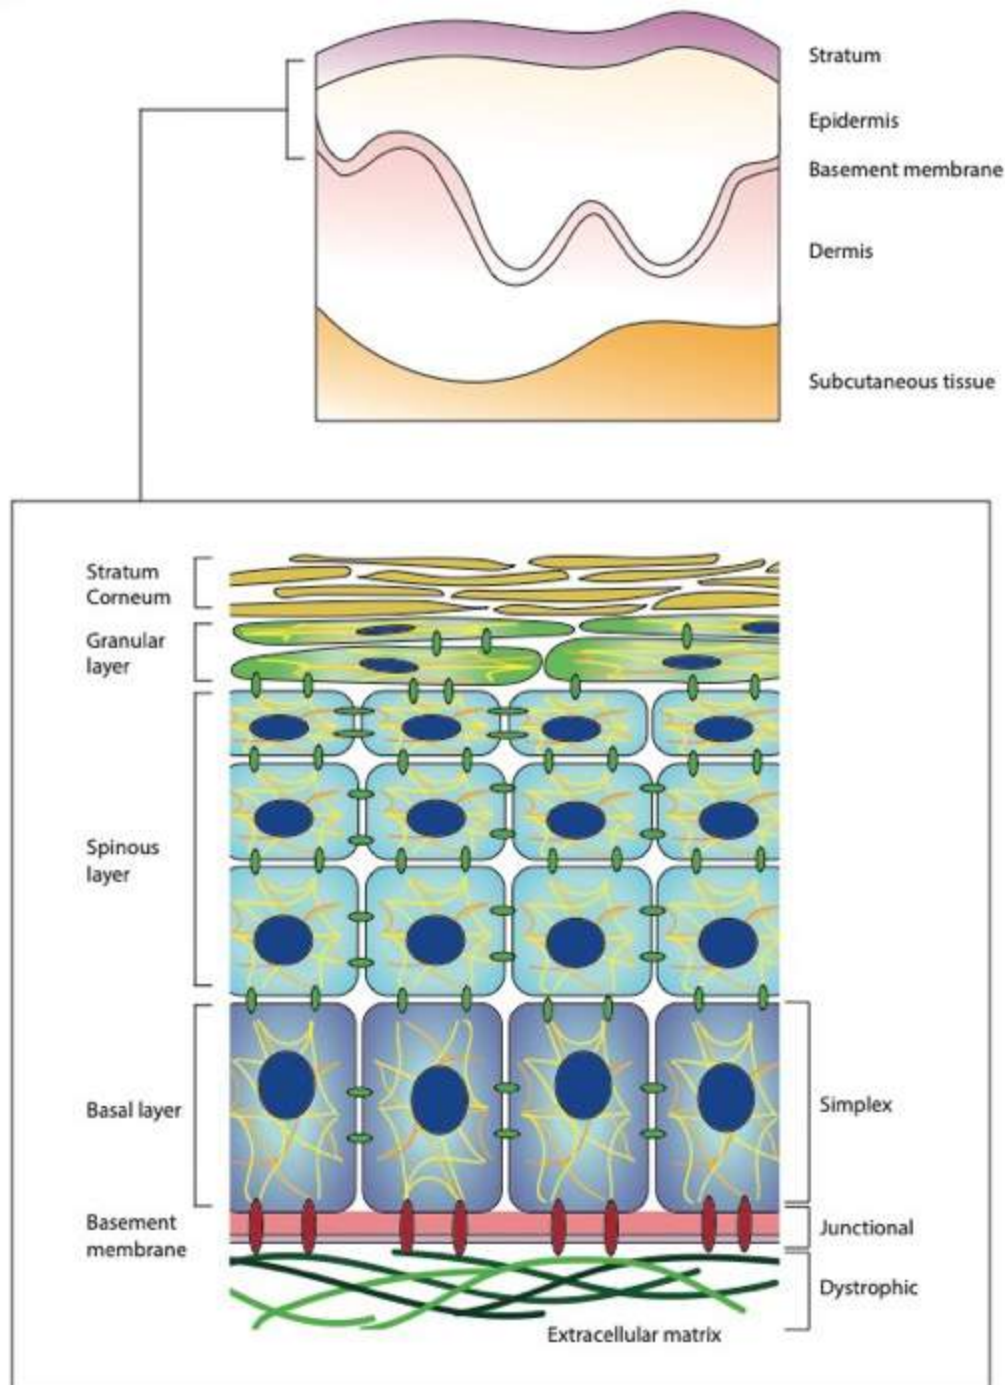 Stratum
Epidermis
Basement membrane
Dermis
Subcutaneous tissue
Stratum
Corneum
Granular
layer
Spinous
layer
Basal layer
Simplex
Basement
membrane
Junctional
Dystrophic
Extracellular matrix